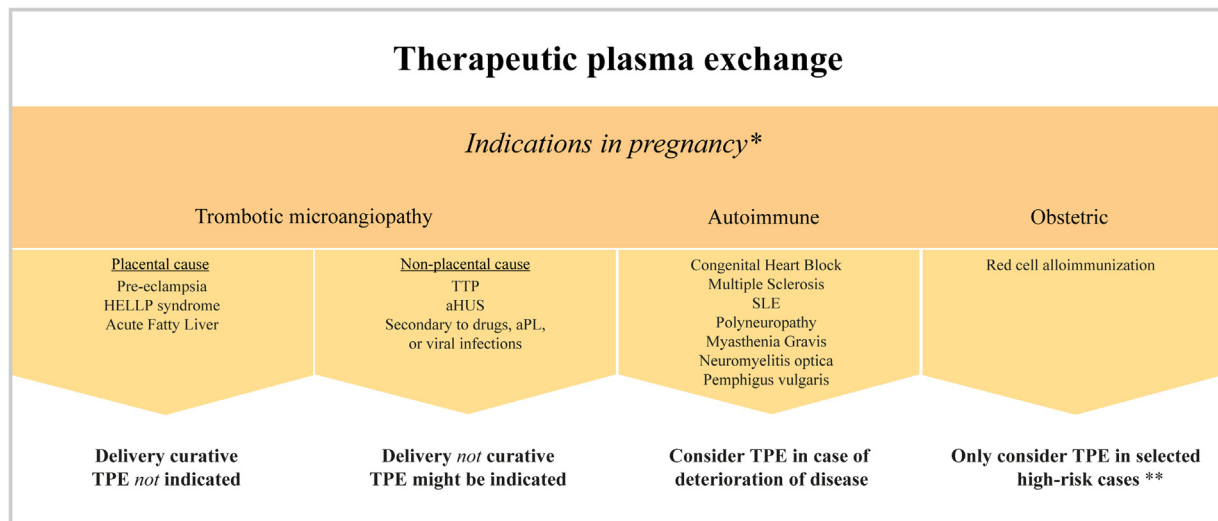 Therapeutic plasma exchange
Indications in pregnancy*
Trombotic microangiopathy
Autoimmune
Obstetric
Placental cause
Pre-eclampsia
HELLP syndrome
Acute Fatty Liver
Non-placental cause
TTP
aHUS
Secondary to drugs, aPL,
or viral infections
Congenital Heart Block
Multiple Sclerosis
SLE
Polyneuropathy
Myasthenia Gravis
Neuromyelitis optica
Pemphigus vulgaris
Red cell alloimmunization
Delivery curative
TPE not indicated
Delivery not curative
TPE might be indicated
Consider TPE in case of
deterioration of disease
Only consider TPE in selected
high-risk cases **